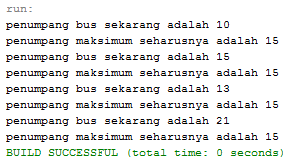 run:
penumpang bus sekarang adalah 10
penumpang maksimum seharusnya adalah 15
penumpang bus sekarang adalah 15
penumpang maksimum seharusnya adalah 15
penumpang bus sekarang adalah 13
penumpang maksimum seharusnya adalah 15
penumpang bus sekarang adalah 21
penumpang maksimum seharusnya adalah 15
BUILD SUCCESSFUL (total time: 0 seconds)